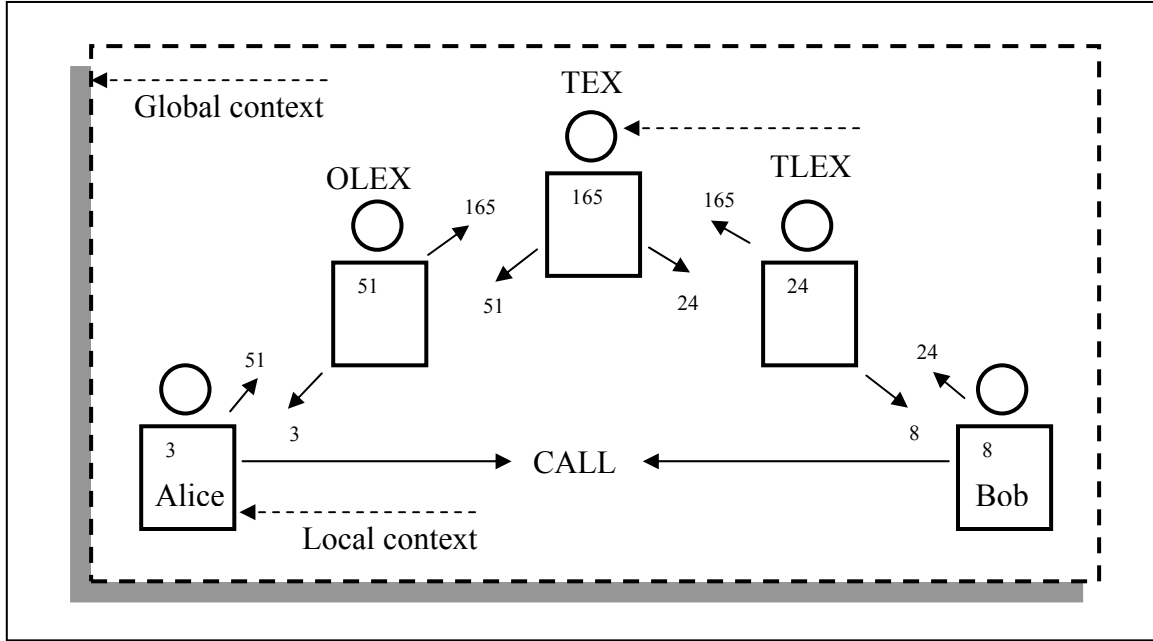 TEX
Global context
OLEX
TLEX
165
165
165
51
24
51
24
51
24
3
8
3
8
CALL
Alice
Bob
Local context